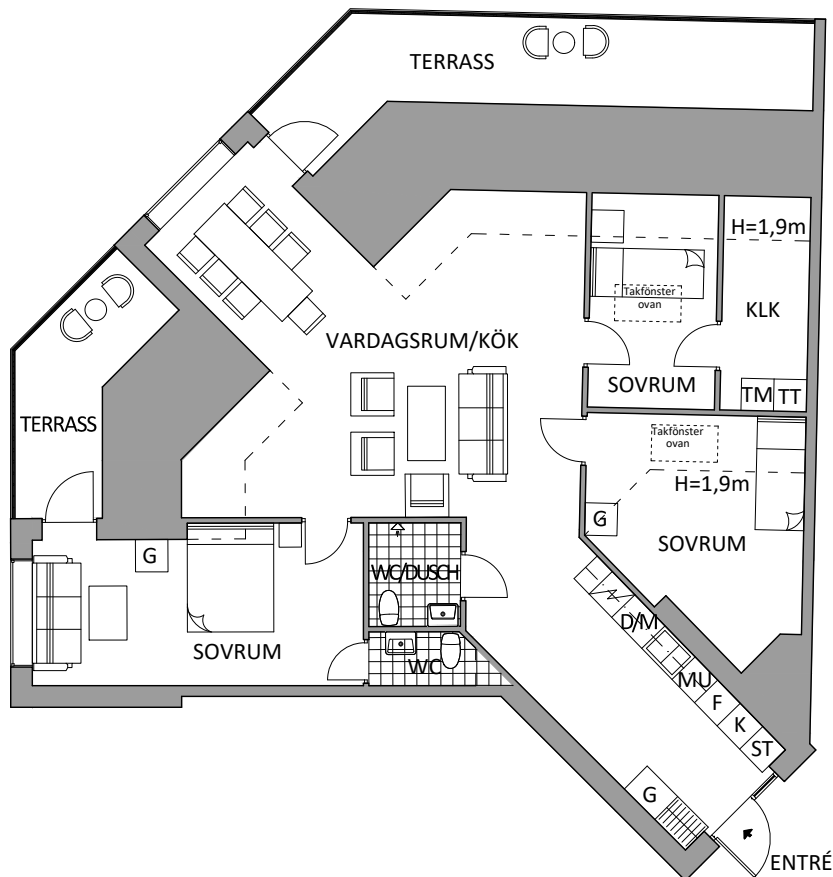 TERRASS
H=1,9m
Takfönster
ovan
KLK
VARDAGSRUM/KÖK
SOVRUM
TM TT
TERRASS
Takfönster
ovan
H=1,9m
G
SOVRUM
G
WC/DUSCH
D/M
SOVRUM
WC
MU
F
K
ST
G
ENTRÉ